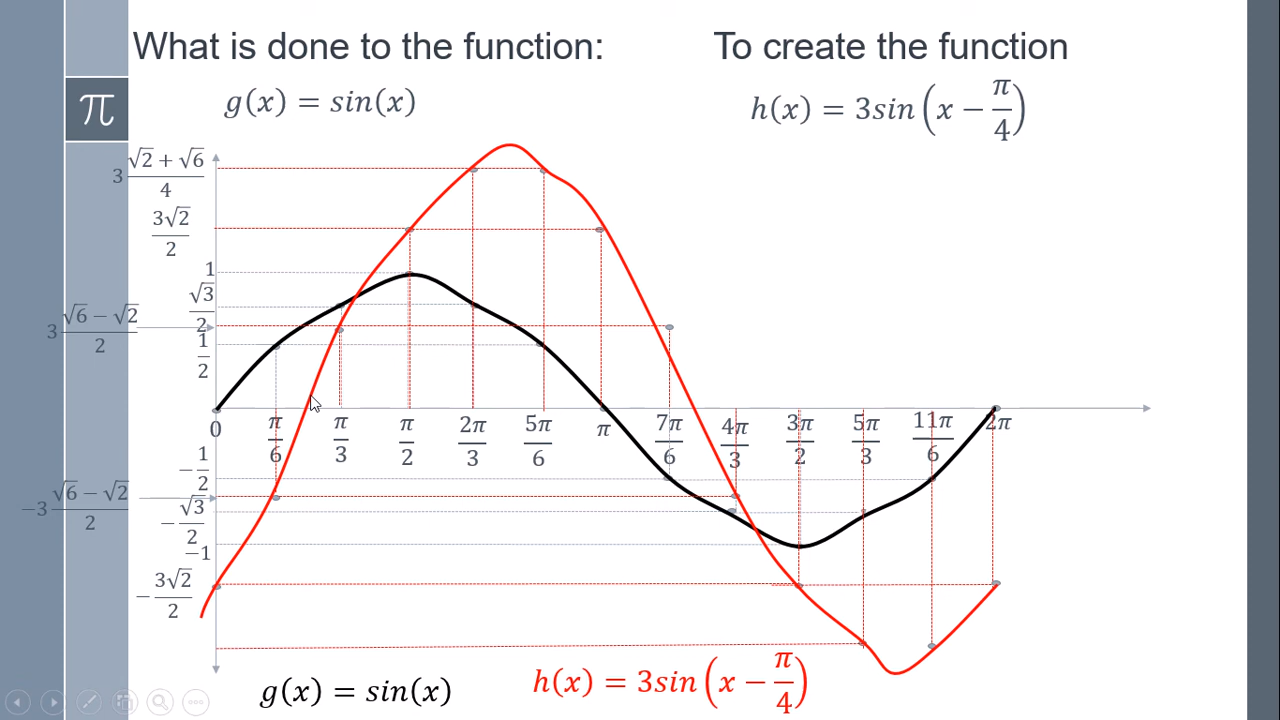 What is done to the function:
To create the function
π
g(x) = sin(x)
h(x) = 3sin(x − π/4)
3 (√2 + √6)/4
3√2/2
1
√3/2
3 (√6 − √2)/2
1/2
0
π/6
π/3
π/2
2π/3
5π/6
π
7π/6
4π/3
3π/2
5π/3
11π/6
2π
−1/2
−3 (√6 − √2)/2
−√3/2
−1
−3√2/2
g(x) = sin(x)
h(x) = 3sin(x − π/4)